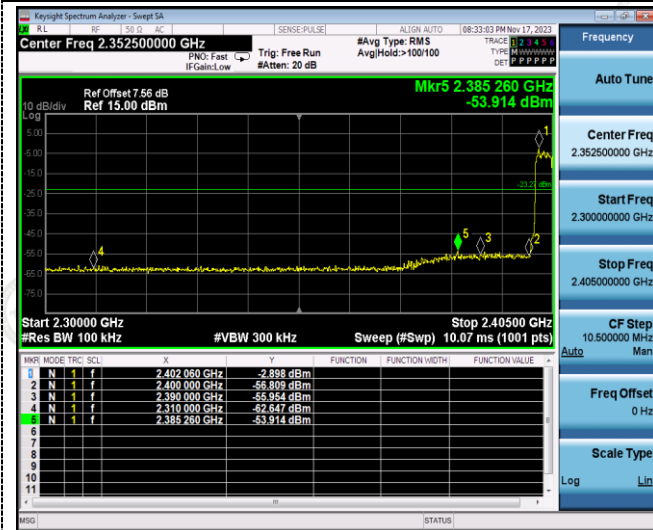 Keysight Spectrum Analyzer - Swept SA
RL RF 50 Ω AC SENSE:PULSE ALIGN AUTO 08:33:03 PM Nov 17, 2023
Center Freq 2.352500000 GHz
PNO: Fast
IFGain:Low
Trig: Free Run
#Atten: 20 dB
#Avg Type: RMS
Avg|Hold:>100/100
TRACE 1 2 3 4 5 6
TYPE M
DET P P P P P P
Ref Offset 7.56 dB
Ref 15.00 dBm
10 dB/div
Log
Mkr5 2.385 260 GHz
-53.914 dBm
5.00
-5.00
-15.0
-25.0
-35.0
-45.0
-55.0
-65.0
-75.0
1
-23.27 dBm
5
3
2
4
Start 2.30000 GHz Stop 2.40500 GHz
#Res BW 100 kHz #VBW 300 kHz Sweep (#Swp) 10.07 ms (1001 pts)
MKR MODE TRC SCL X Y FUNCTION FUNCTION WIDTH FUNCTION VALUE
1 N 1 f 2.402 060 GHz -2.898 dBm
2 N 1 f 2.400 000 GHz -56.809 dBm
3 N 1 f 2.390 000 GHz -55.954 dBm
4 N 1 f 2.310 000 GHz -62.647 dBm
5 N 1 f 2.385 260 GHz -53.914 dBm
6
7
8
9
10
11
MSG STATUS
Frequency
Auto Tune
Center Freq
2.352500000 GHz
Start Freq
2.300000000 GHz
Stop Freq
2.405000000 GHz
CF Step
10.500000 MHz
Auto Man
Freq Offset
0 Hz
Scale Type
Log Lin